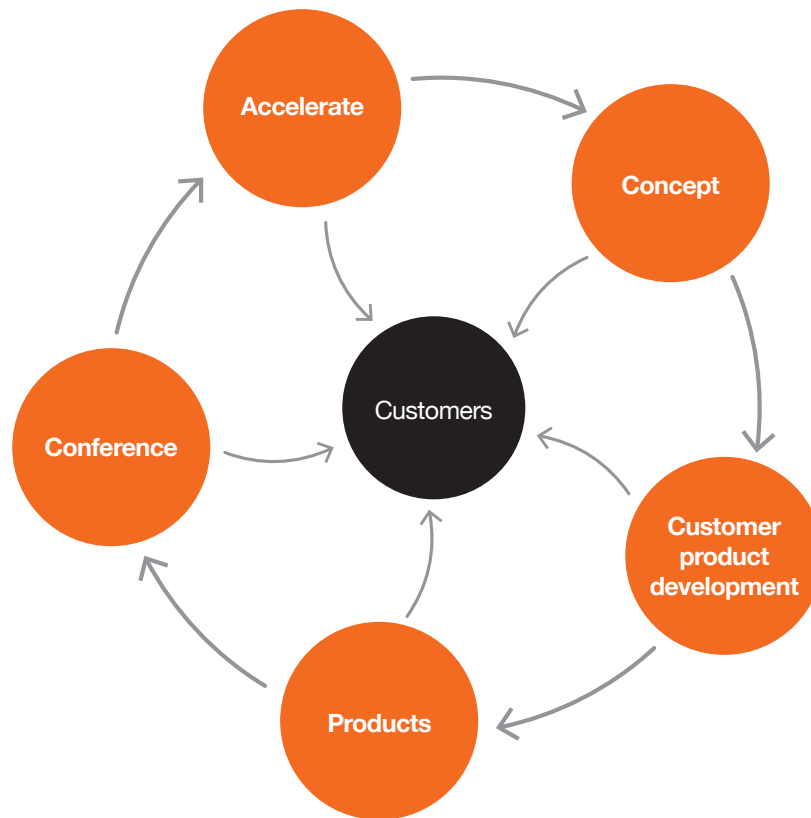 Accelerate
Concept
Customers
Conference
Customer
product
development
Products